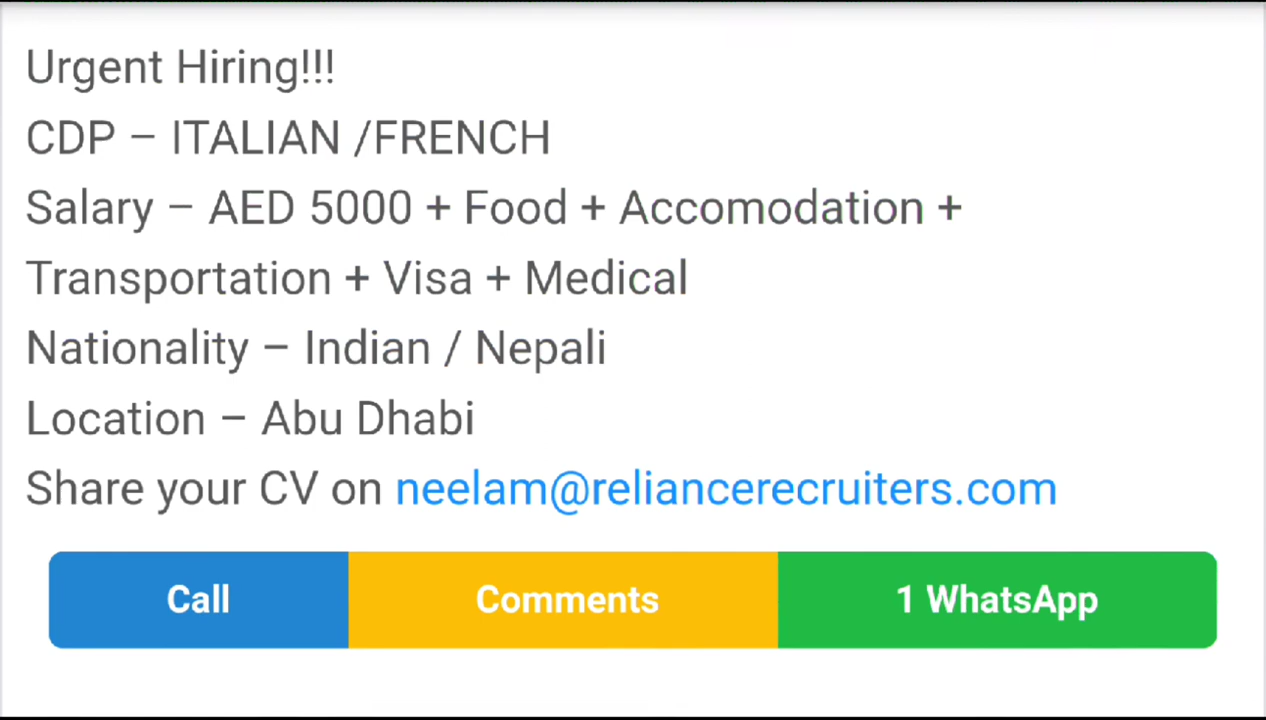 Urgent Hiring!!!
CDP – ITALIAN /FRENCH
Salary – AED 5000 + Food + Accomodation +
Transportation + Visa + Medical
Nationality – Indian / Nepali
Location – Abu Dhabi
Share your CV on neelam@reliancerecruiters.com
Call Comments 1 WhatsApp